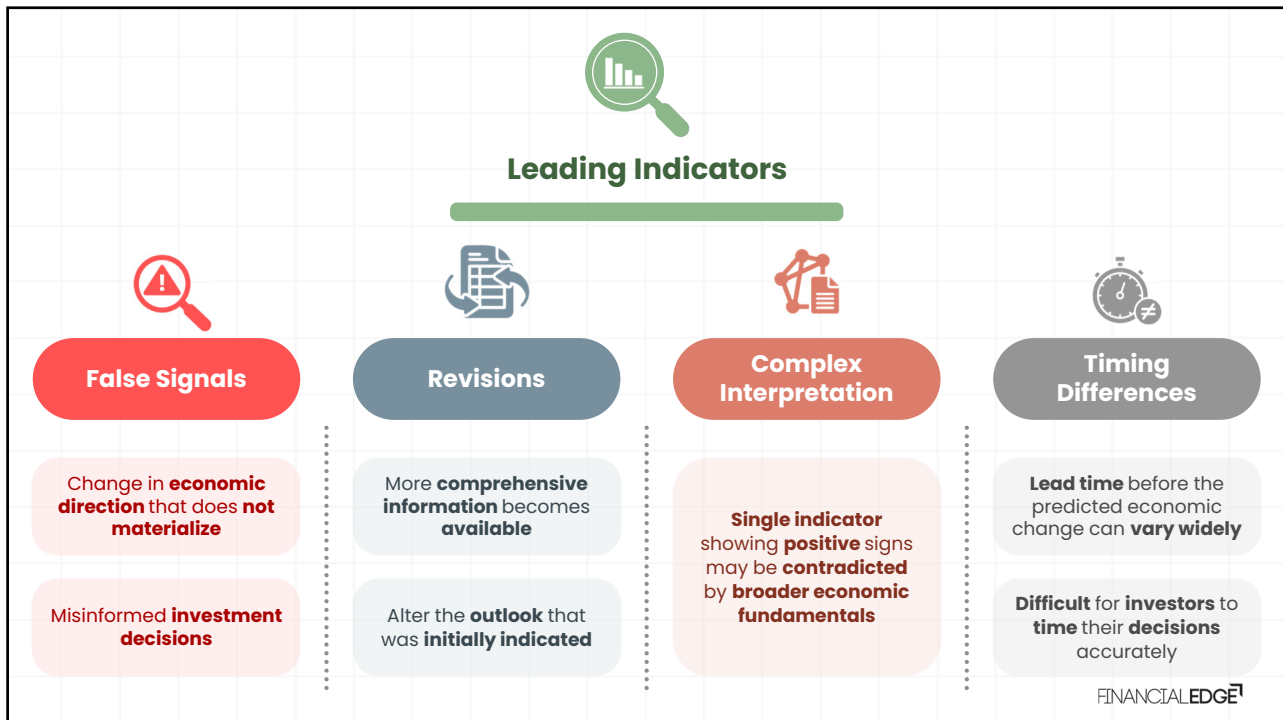 Leading Indicators
False Signals
Change in economic
direction that does not
materialize
Misinformed investment
decisions
Revisions
More comprehensive
information becomes
available
Alter the outlook that
was initially indicated
Complex
Interpretation
Single indicator
showing positive signs
may be contradicted
by broader economic
fundamentals
Timing
Differences
Lead time before the
predicted economic
change can vary widely
Difficult for investors to
time their decisions
accurately
FINANCIALEDGE